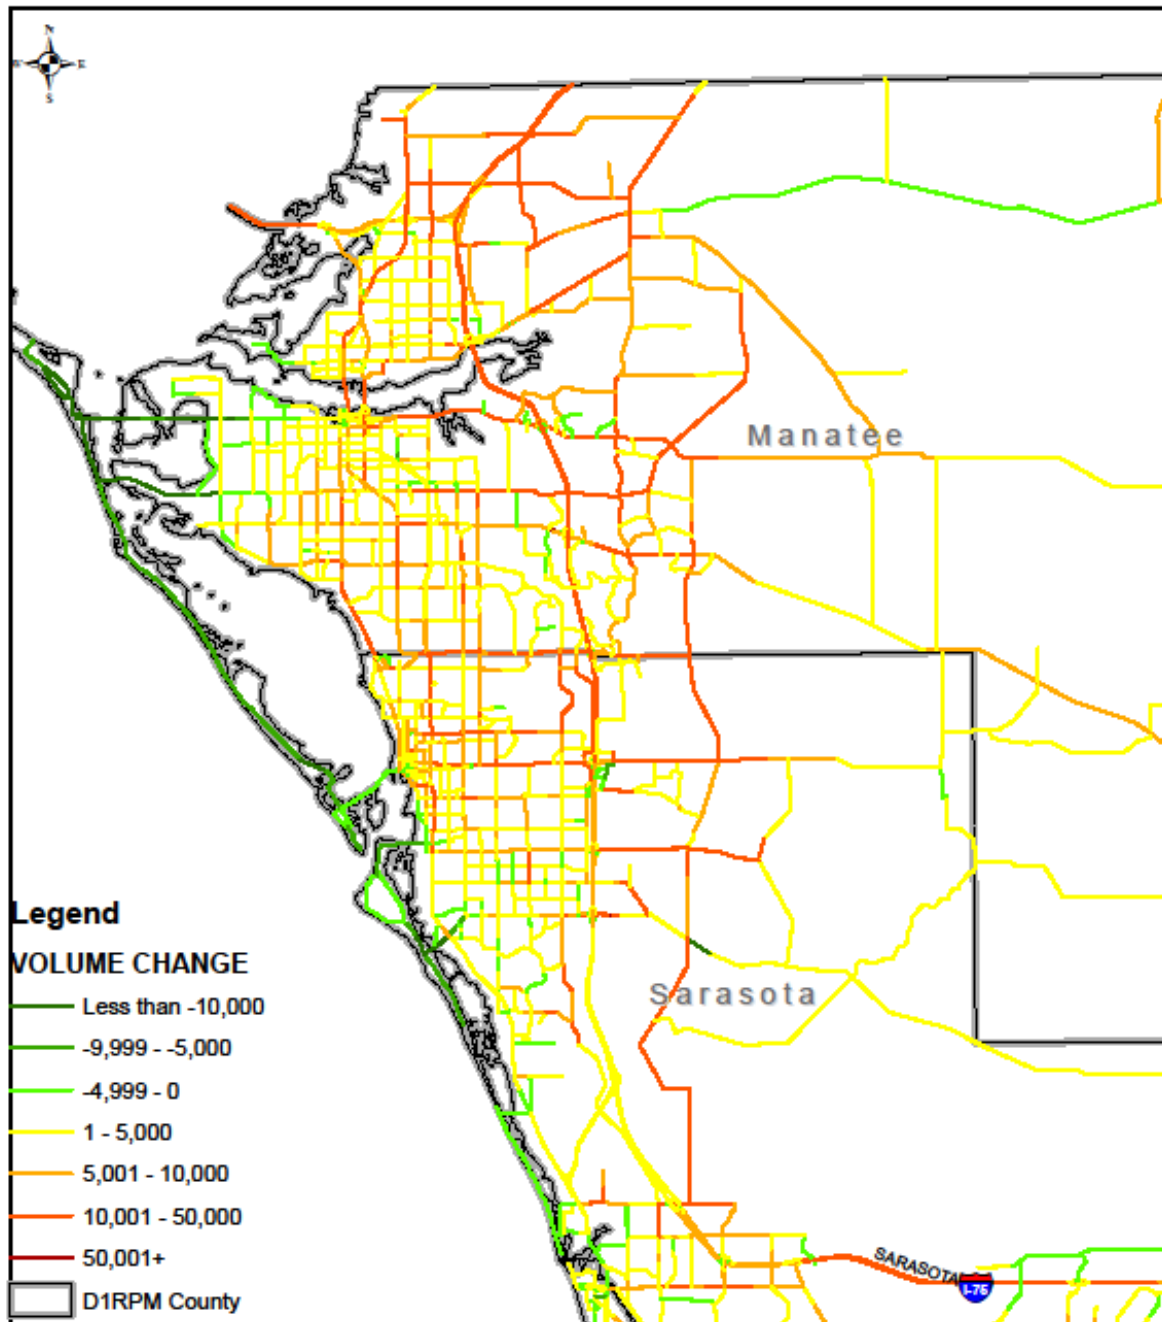 N
W E
S
Manatee
Legend
VOLUME CHANGE
Less than -10,000
-9,999 - -5,000
-4,999 - 0
1 - 5,000
5,001 - 10,000
10,001 - 50,000
50,001+
D1RPM County
Sarasota
SARASOTA
I-75